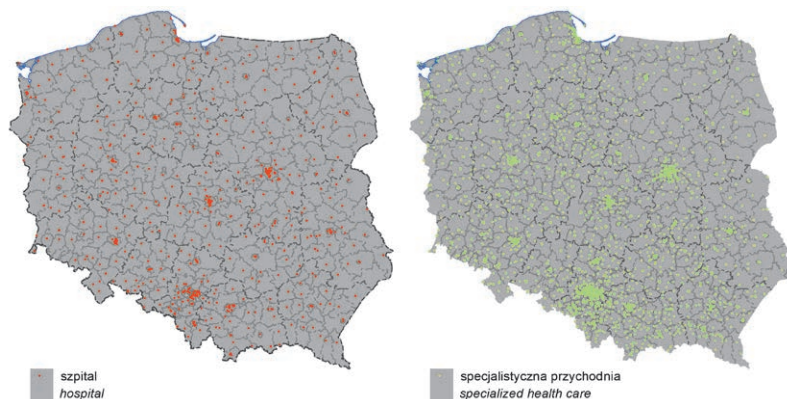 szpital
hospital
specjalistyczna przychodnia
specialized health care